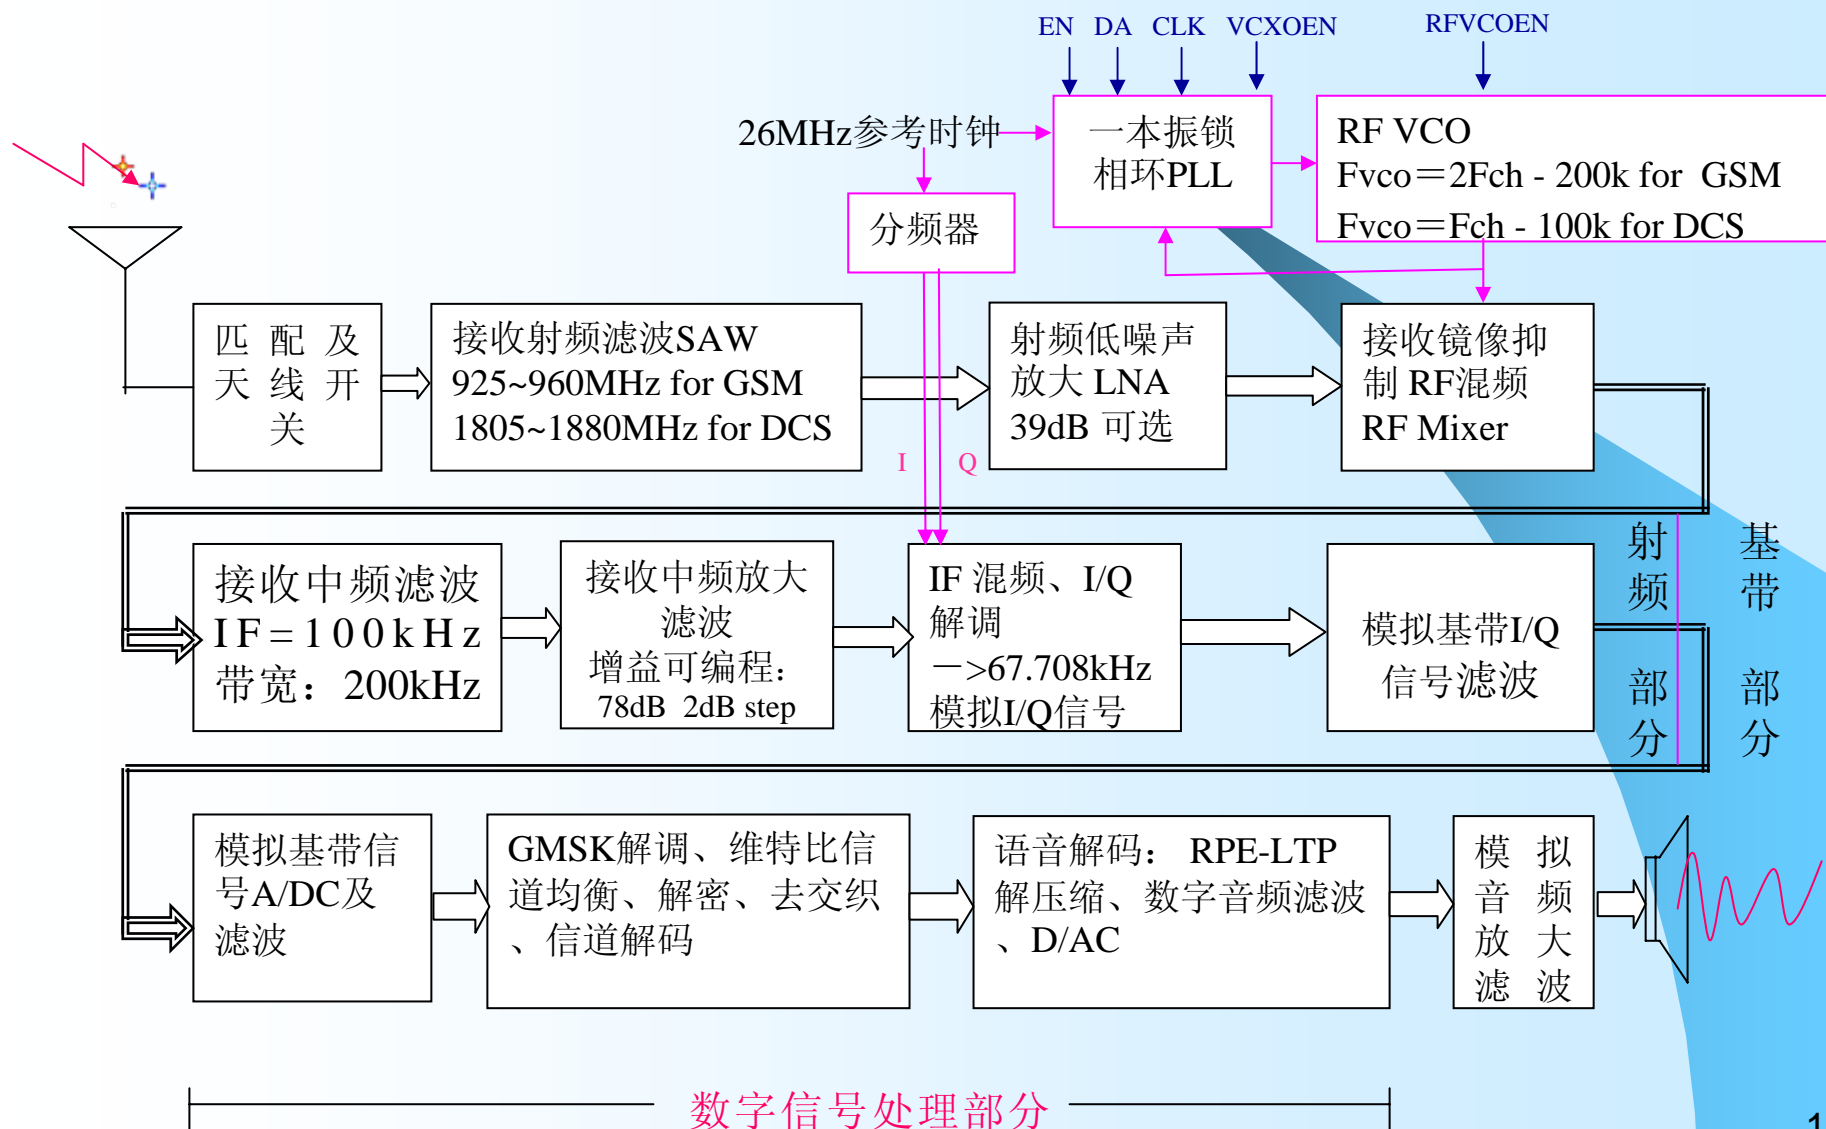 EN DA CLK VCXOEN RFVCOEN
26MHz参考时钟
一本振锁
相环PLL
RF VCO
Fvco＝2Fch - 200k for GSM
Fvco＝Fch - 100k for DCS
分频器
匹 配 及
天 线 开
关
接收射频滤波SAW
925~960MHz for GSM
1805~1880MHz for DCS
I Q
射频低噪声
放大 LNA
39dB 可选
接收镜像抑
制 RF混频
RF Mixer
接收中频滤波
IF=100kHz
带宽：200kHz
接收中频放大
滤波
增益可编程：
78dB 2dB step
IF 混频、I/Q
解调
—>67.708kHz
模拟I/Q信号
模拟基带I/Q
信号滤波
射频部分
基带部分
模拟基带信
号A/DC及
滤波
GMSK解调、维特比信
道均衡、解密、去交织
、信道解码
语音解码： RPE-LTP
解压缩、数字音频滤波
、D/AC
模 拟
音 频
放 大
滤 波
数字信号处理部分
1